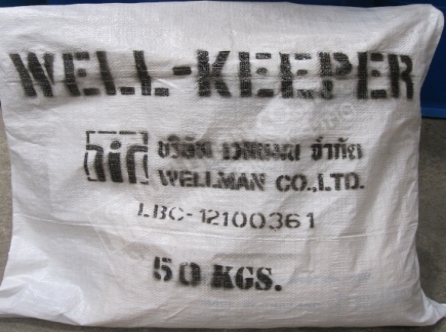 WELL-KEEPER
บริษัท เวลแมน จำกัด
WELLMAN CO.,LTD.
LBC-12100361
50 KGS.